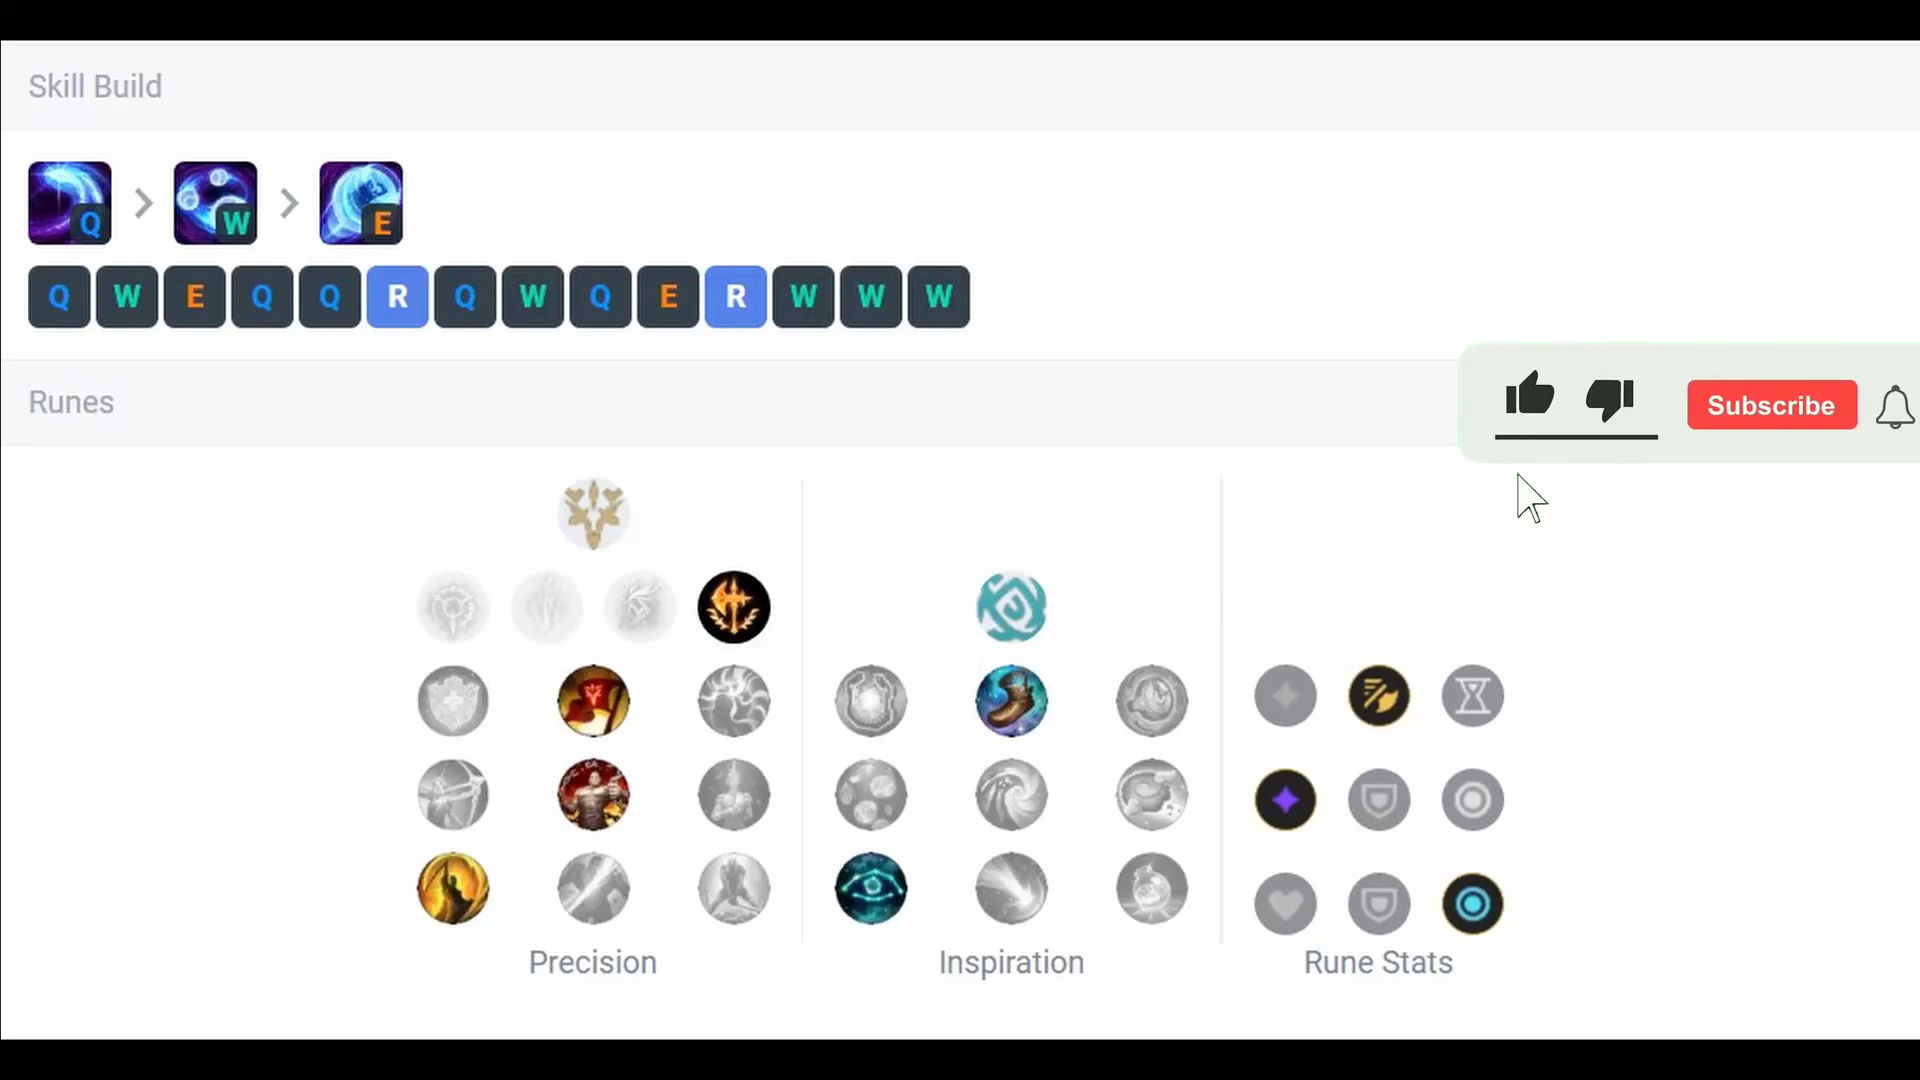 Skill Build
Q W E
Q W E Q Q R Q W Q E R W W W
Runes
Subscribe
Precision Inspiration Rune Stats